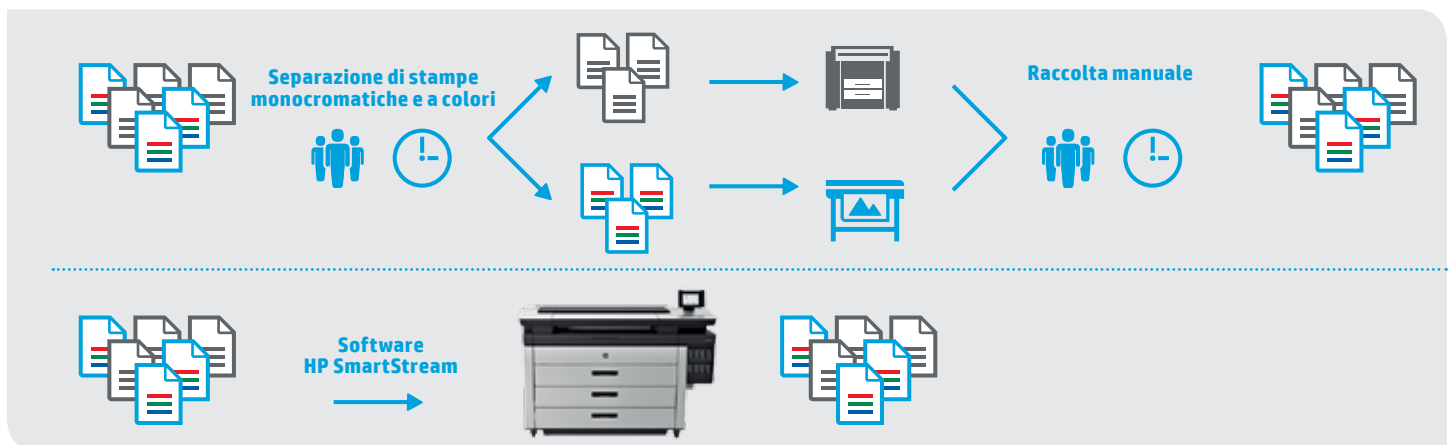 Separazione di stampe
monocromatiche e a colori
Raccolta manuale
Software
HP SmartStream